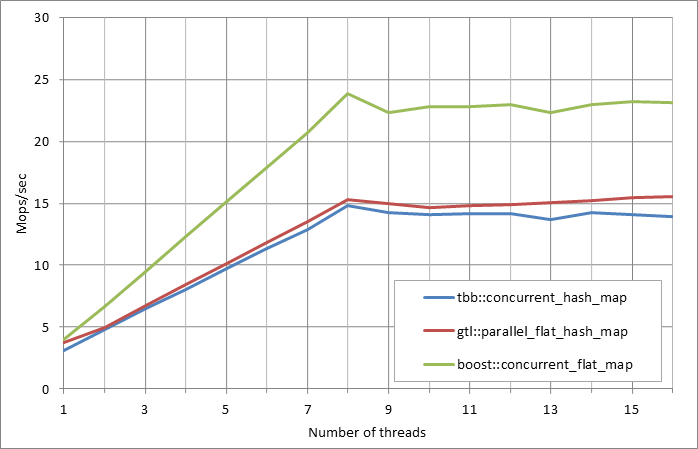 30
25
20
15
10
5
0
Mops/sec
tbb::concurrent_hash_map
gtl::parallel_flat_hash_map
boost::concurrent_flat_map
1 3 5 7 9 11 13 15
Number of threads